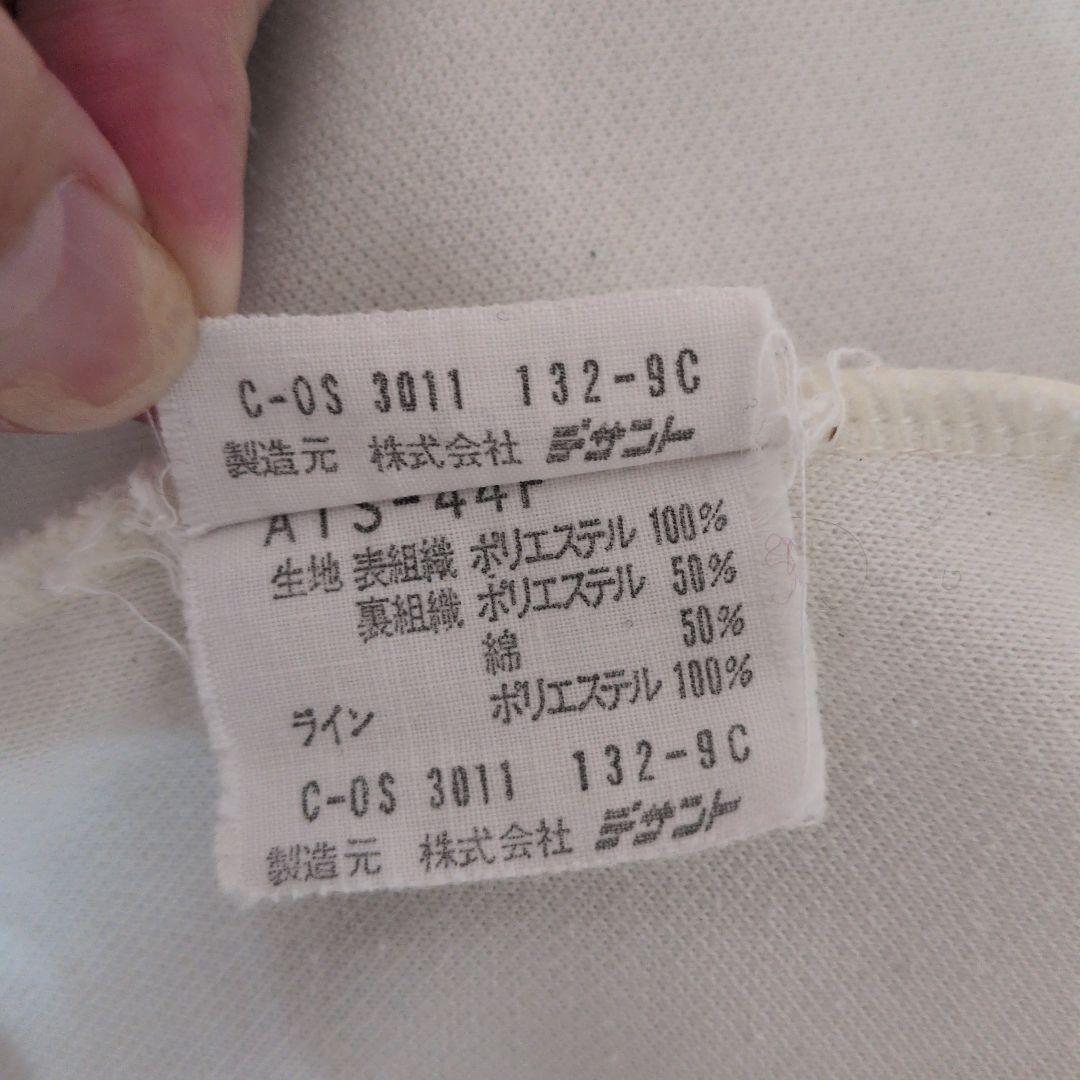 C-OS 3011 132-9C
製造元 株式会社 デサント
ATS-44F
生地 表組織 ポリエステル 100%
裏組織 ポリエステル 50%
綿 50%
ライン ポリエステル 100%
C-OS 3011 132-9C
製造元 株式会社 デサント